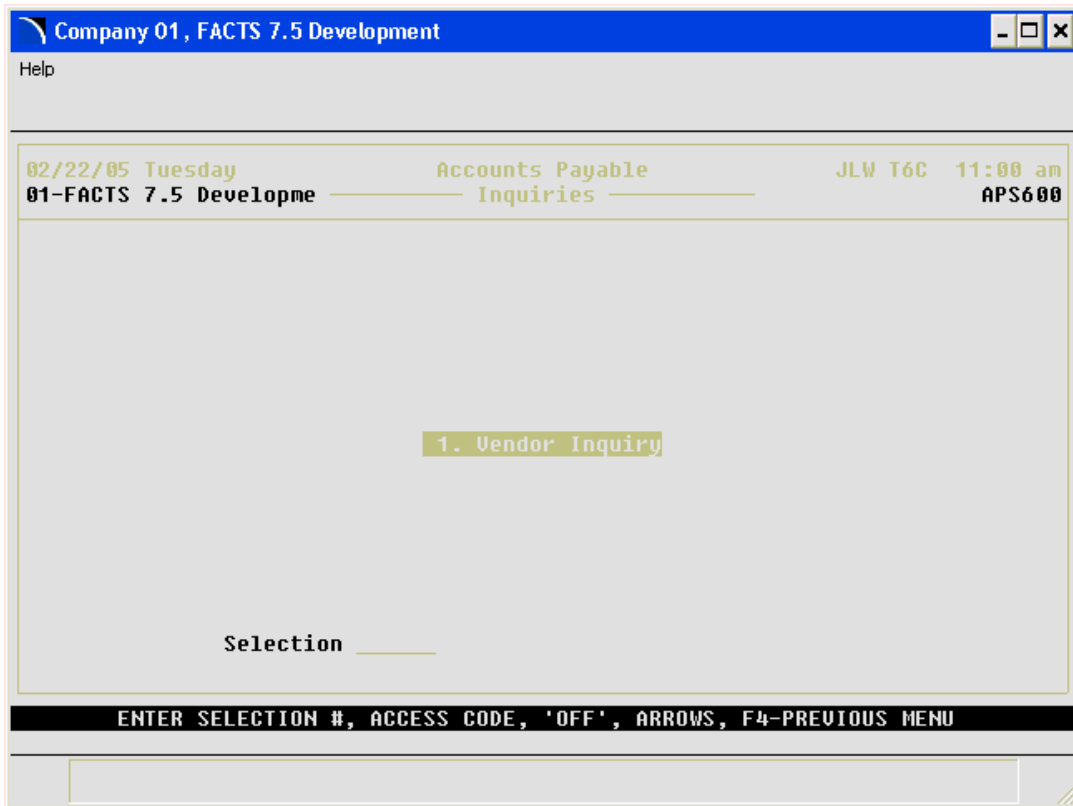 Company 01, FACTS 7.5 Development
Help
02/22/05 Tuesday Accounts Payable JLW T6C 11:00 am
01-FACTS 7.5 Developme Inquiries APS600
1. Vendor Inquiry
Selection ______
ENTER SELECTION #, ACCESS CODE, 'OFF', ARROWS, F4-PREVIOUS MENU